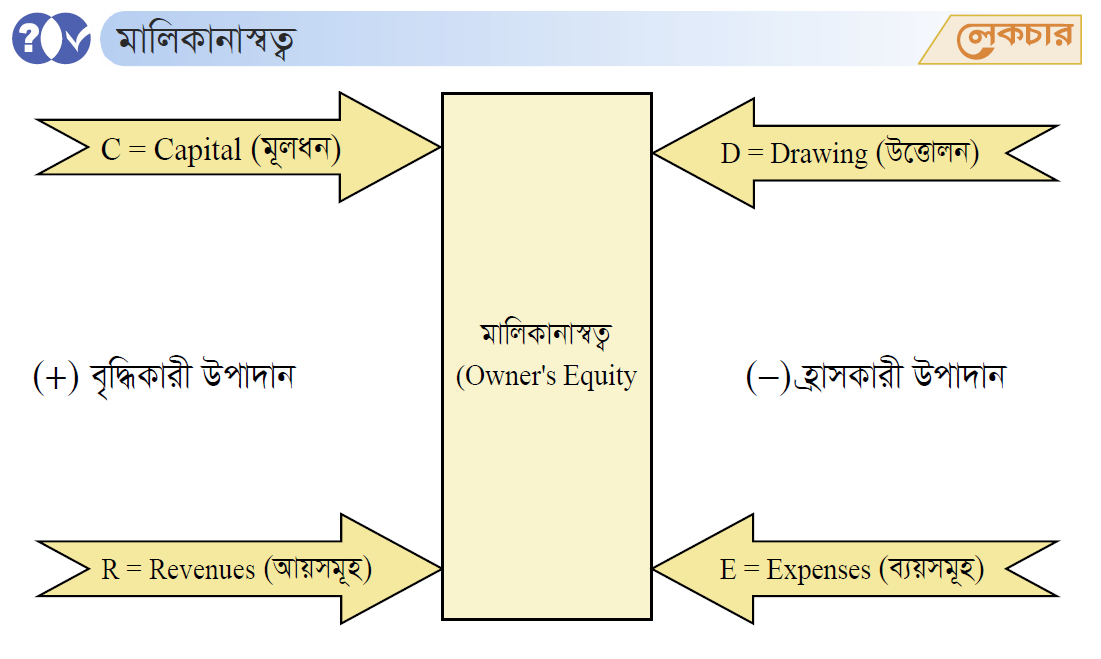 ?
মালিকানাস্বত্ব
লেকচার
C = Capital (মূলধন)
D = Drawing (উত্তোলন)
মালিকানাস্বত্ব
(Owner's Equity
(+) বৃদ্ধিকারী উপাদান
(−) হ্রাসকারী উপাদান
R = Revenues (আয়সমূহ)
E = Expenses (ব্যয়সমূহ)